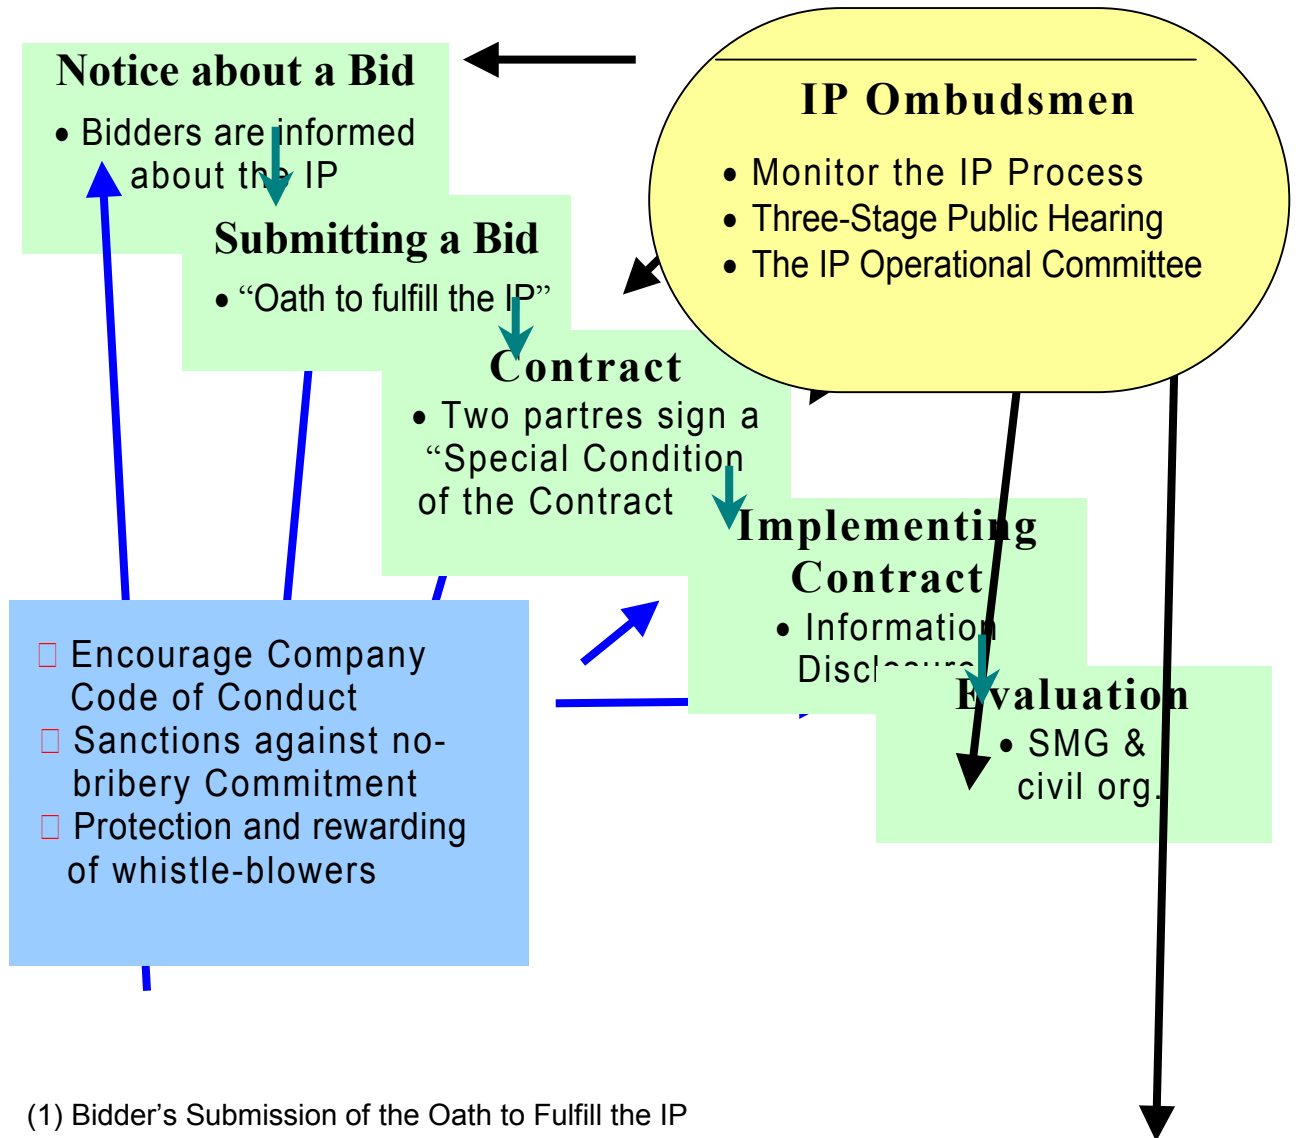 Notice about a Bid
• Bidders are informed
about the IP
IP Ombudsmen
• Monitor the IP Process
• Three-Stage Public Hearing
• The IP Operational Committee
Submitting a Bid
• “Oath to fulfill the IP”
Contract
• Two partres sign a
“Special Condition
of the Contract
Implementing
Contract
• Information
Disclosure
Evaluation
• SMG &
civil org.
Encourage Company
Code of Conduct
Sanctions against no-
bribery Commitment
Protection and rewarding
of whistle-blowers
(1) Bidder’s Submission of the Oath to Fulfill the IP